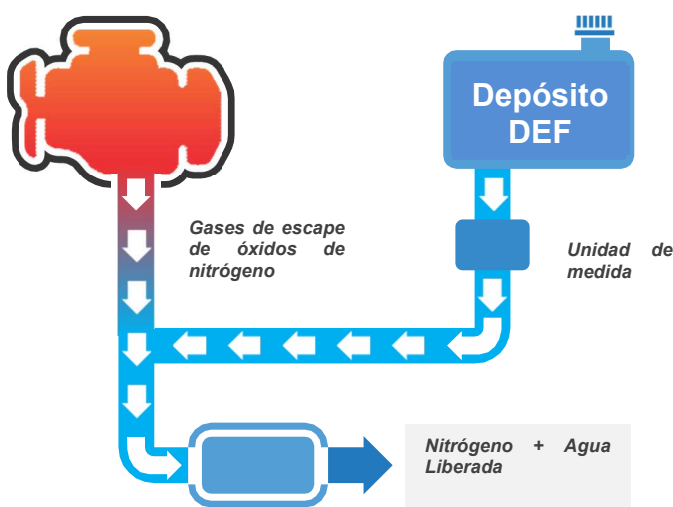 Depósito
DEF
Gases de escape
de óxidos de
nitrógeno
Unidad de
medida
Nitrógeno + Agua
Liberada